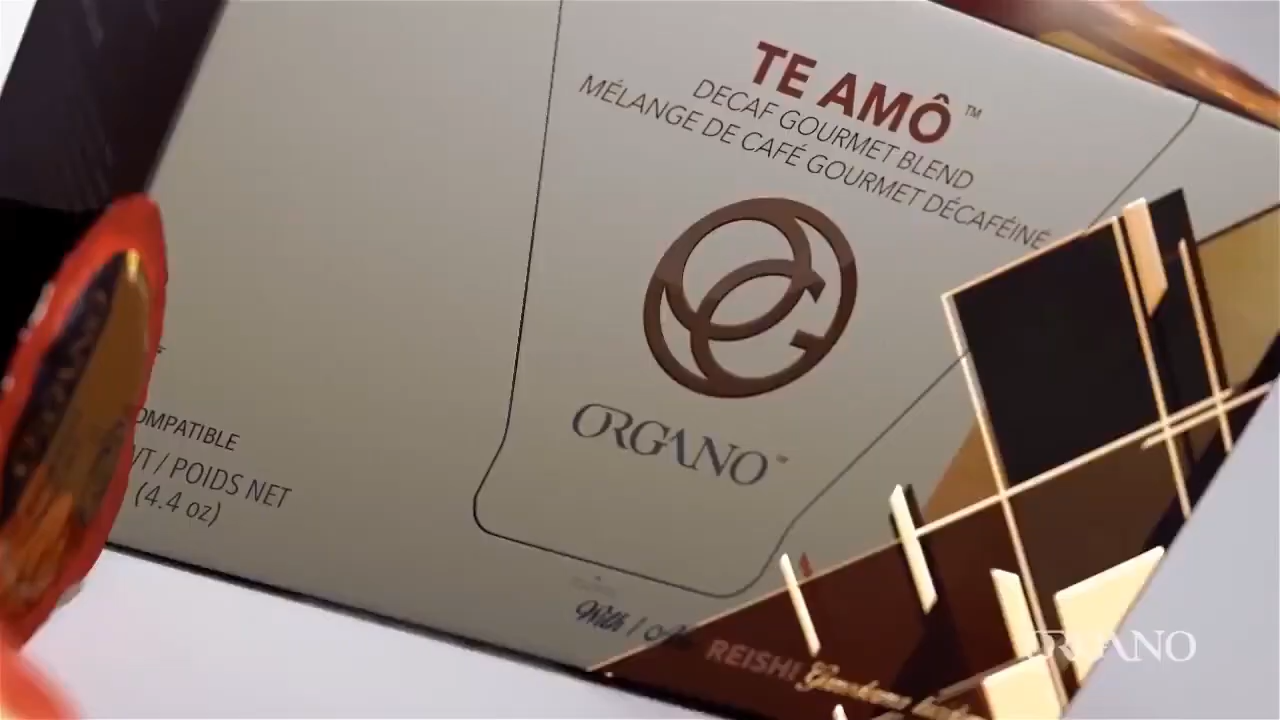 TE AMÔ™
DECAF GOURMET BLEND
MÉLANGE DE CAFÉ GOURMET DÉCAFÉINÉ
ORGANO™
OMPATIBLE
/ POIDS NET
(4.4 oz)
With /
REISHI
ORGANO